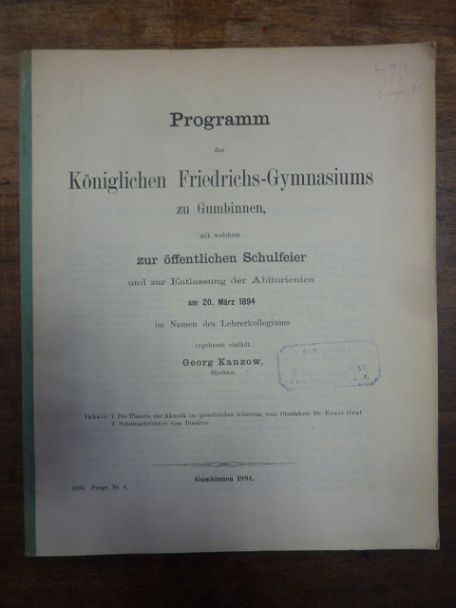 Programm
des
Königlichen Friedrichs-Gymnasiums
zu Gumbinnen,
mit welchem
zur öffentlichen Schulfeier
und zur Entlassung der Abiturienten
am 20. März 1894
im Namen des Lehrerkollegiums
ergebenst einladt
Georg Kanzow,
Direktor.
Inhalt: 1. Die Theorie der Akustik im griechischen Altertum, vom Oberlehrer Dr. Ernst Graf.
2. Schulnachrichten vom Direktor.
Gumbinnen 1894.
1894. Progr. Nr. 4.